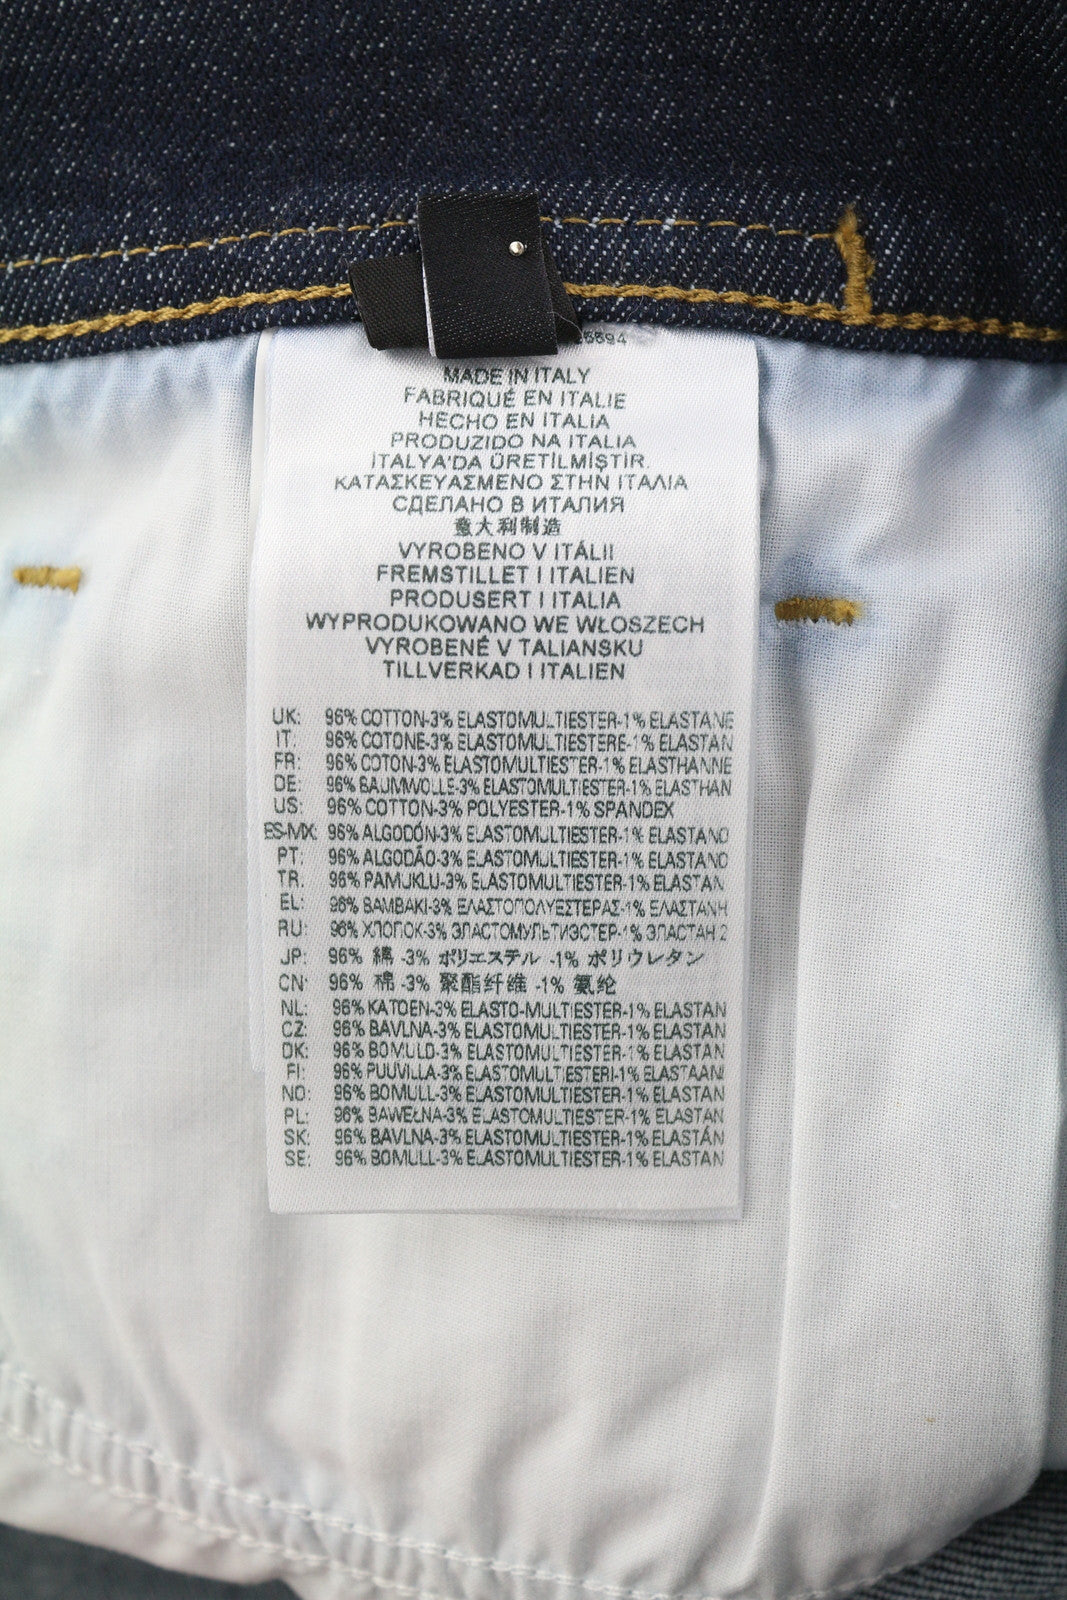 MADE IN ITALY
FABRIQUÉ EN ITALIE
HECHO EN ITALIA
PRODUZIDO NA ITALIA
İTALYA'DA ÜRETİLMİŞTİR.
ΚΑΤΑΣΚΕΥΑΣΜΕΝΟ ΣΤΗΝ ΙΤΑΛΙΑ
СДЕЛАНО В ИТАЛИЯ
意大利制造
VYROBENO V ITÁLII
FREMSTILLET I ITALIEN
PRODUSERT I ITALIA
WYPRODUKOWANO WE WŁOSZECH
VYROBENÉ V TALIANSKU
TILLVERKAD I ITALIEN
UK: 96% COTTON-3% ELASTOMULTIESTER-1% ELASTANE
IT: 96% COTONE-3% ELASTOMULTIESTERE-1% ELASTAN
FR: 96% COTON-3% ELASTOMULTIESTER-1% ELASTHANNE
DE: 96% BAUMWOLLE-3% ELASTOMULTIESTER-1% ELASTHAN
US: 96% COTTON-3% POLYESTER-1% SPANDEX
ES-MX: 96% ALGODÓN-3% ELASTOMULTIESTER-1% ELASTANO
PT: 96% ALGODÃO-3% ELASTOMULTIESTER-1% ELASTANO
TR: 96% PAMUKLU-3% ELASTOMULTIESTER-1% ELASTAN
EL: 96% ΒΑΜΒΑΚΙ-3% ΕΛΑΣΤΟΠΟΛΥΕΣΤΕΡΑΣ-1% ΕΛΑΣΤΑΝΗ
RU: 96% ХЛОПОК-3% ЭЛАСТОМУЛЬТИЭСТЕР-1% ЭЛАСТАН 2
JP: 96% 綿 -3% ポリエステル -1% ポリウレタン
CN: 96% 棉 -3% 聚酯纤维 -1% 氨纶
NL: 96% KATOEN-3% ELASTO-MULTIESTER-1% ELASTAN
CZ: 96% BAVLNA-3% ELASTOMULTIESTER-1% ELASTAN
DK: 96% BOMULD-3% ELASTOMULTIESTER-1% ELASTAN
FI: 96% PUUVILLA-3% ELASTOMULTIESTERI-1% ELASTAANI
NO: 96% BOMULL-3% ELASTOMULTIESTER-1% ELASTAN
PL: 96% BAWEŁNA-3% ELASTOMULTIESTER-1% ELASTAN
SK: 96% BAVLNA-3% ELASTOMULTIESTER-1% ELASTÁN
SE: 96% BOMULL-3% ELASTOMULTIESTER-1% ELASTAN